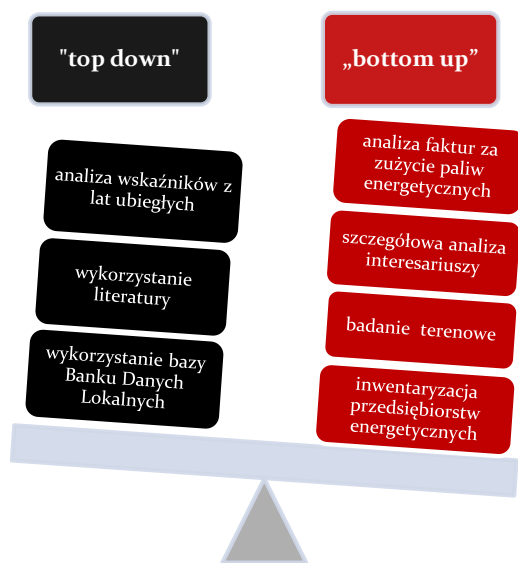 "top down"
„bottom up”
analiza wskaźników z
lat ubiegłych
wykorzystanie
literatury
wykorzystanie bazy
Banku Danych
Lokalnych
analiza faktur za
zużycie paliw
energetycznych
szczegółowa analiza
interesariuszy
badanie terenowe
inwentaryzacja
przedsiębiorstw
energetycznych